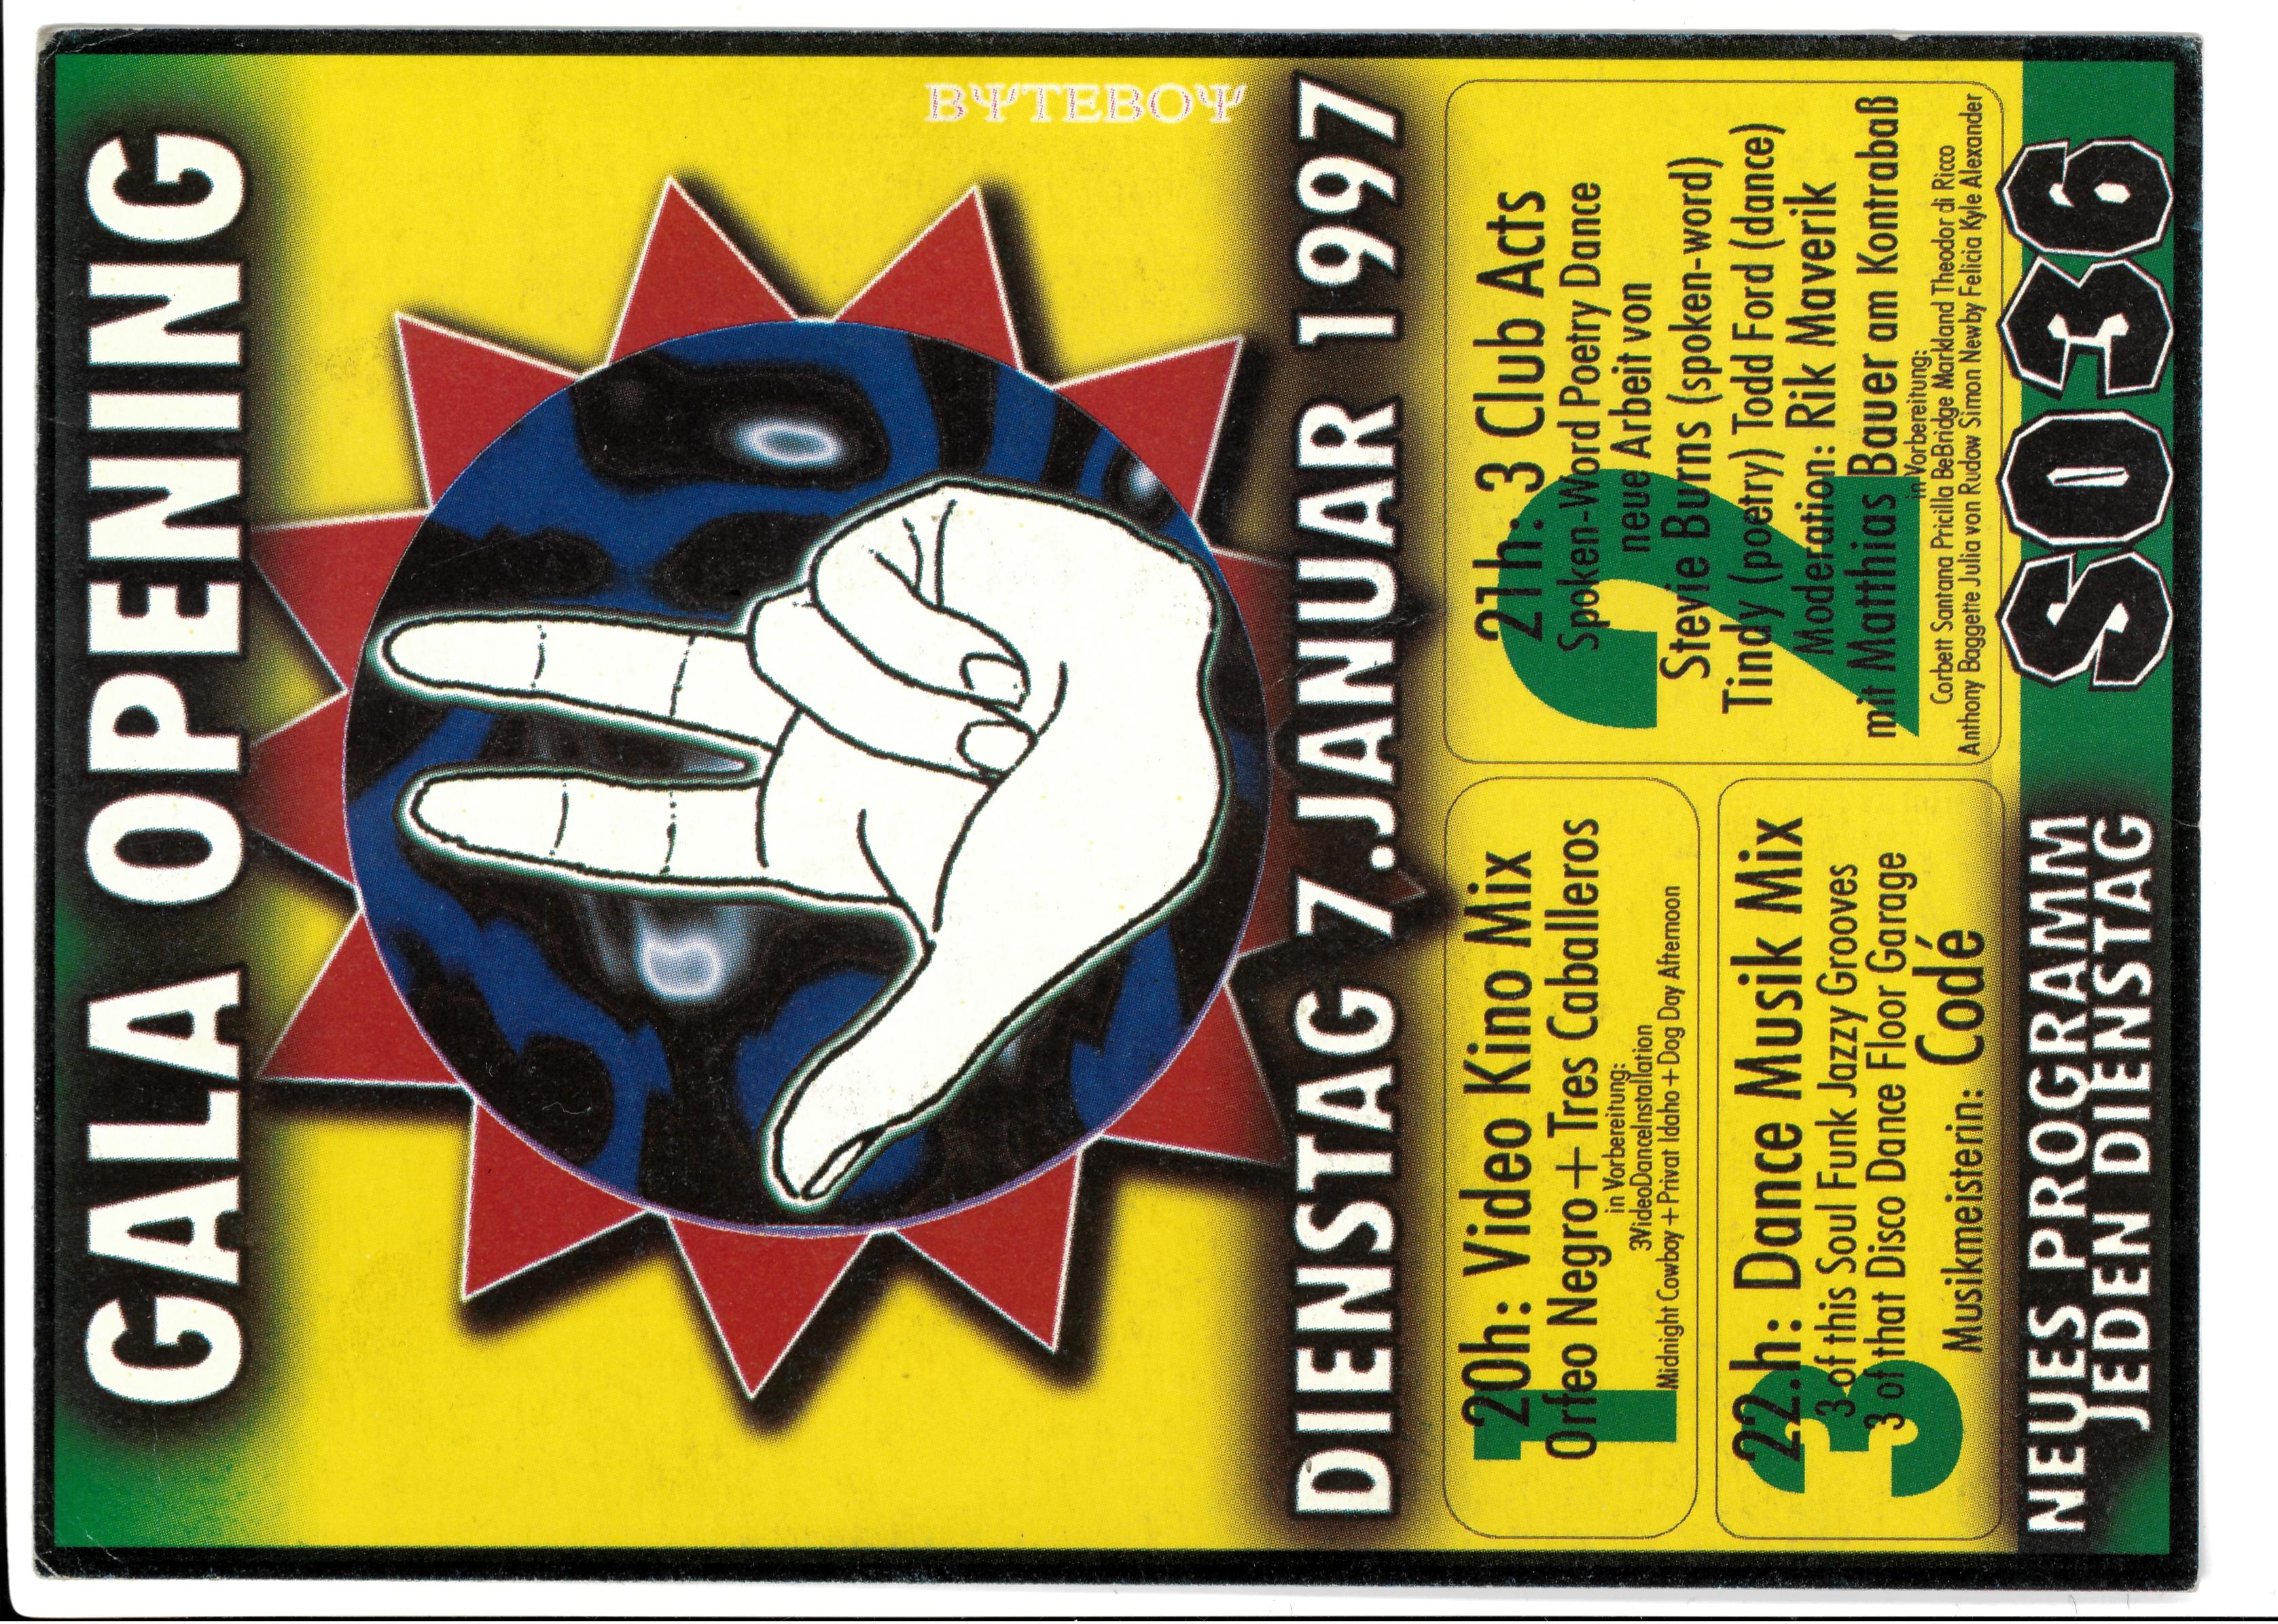 GALA OPENING
BΨTEBOΨ
DIENSTAG 7.JANUAR 1997
1
20h: Video Kino Mix
Orfeo Negro + Tres Caballeros
in Vorbereitung:
3VideoDanceInstallation
Midnight Cowboy + Privat Idaho + Dog Day Afternoon
3
22.h: Dance Musik Mix
3 of this Soul Funk Jazzy Grooves
3 of that Disco Dance Floor Garage
Musikmeisterin: Codé
2
21h: 3 Club Acts
Spoken-Word Poetry Dance
neue Arbeit von
Stevie Burns (spoken-word)
Tindy (poetry) Todd Ford (dance)
Moderation: Rik Maverik
mit Matthias Bauer am Kontrabaß
in Vorbereitung:
Corbett Santana Pricilla BeBridge Markland Theodor di Ricco
Anthony Baggette Julia von Rudow Simon Newby Felicia Kyle Alexander
NEUES PROGRAMM
JEDEN DIENSTAG
SO36